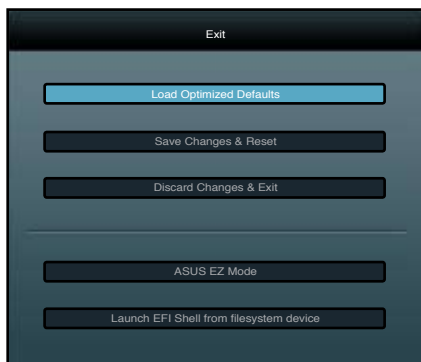 Exit
Load Optimized Defaults
Save Changes & Reset
Discard Changes & Exit
ASUS EZ Mode
Launch EFI Shell from filesystem device